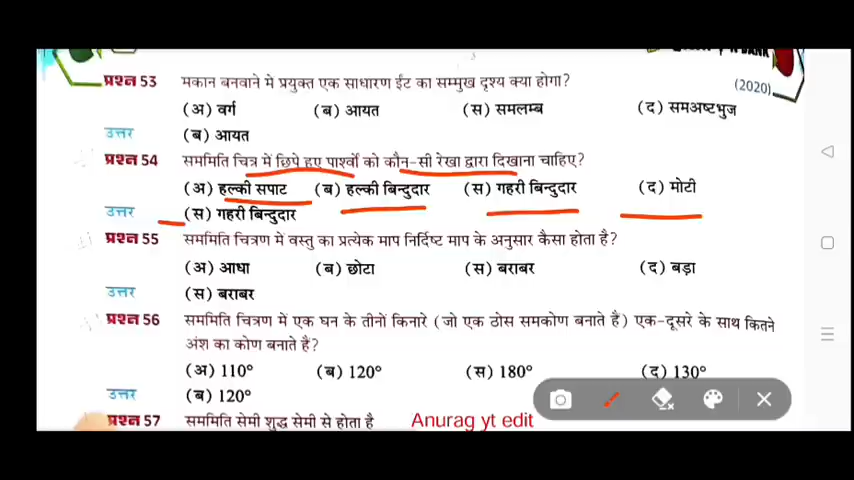 प्रश्न 53 मकान बनवाने मे प्रयुक्त एक साधारण ईंट का सम्मुख दृश्य क्या होगा?
(2020)
(अ) वर्ग (ब) आयत (स) समलम्ब (द) समअष्टभुज
उत्तर (ब) आयत
प्रश्न 54 सममिति चित्र में छिपे हुए पार्श्वों को कौन-सी रेखा द्वारा दिखाना चाहिए?
(अ) हल्की सपाट (ब) हल्की बिन्दुदार (स) गहरी बिन्दुदार (द) मोटी
उत्तर (स) गहरी बिन्दुदार
प्रश्न 55 सममिति चित्रण में वस्तु का प्रत्येक माप निर्दिष्ट माप के अनुसार कैसा होता है?
(अ) आधा (ब) छोटा (स) बराबर (द) बड़ा
उत्तर (स) बराबर
प्रश्न 56 सममिति चित्रण में एक घन के तीनों किनारे (जो एक ठोस समकोण बनाते है) एक-दूसरे के साथ कितने
अंश का कोण बनाते है?
(अ) 110° (ब) 120° (स) 180° (द) 130°
उत्तर (ब) 120°
प्रश्न 57 सममिति सेमी शुद्ध सेमी से होता है
Anurag yt edit